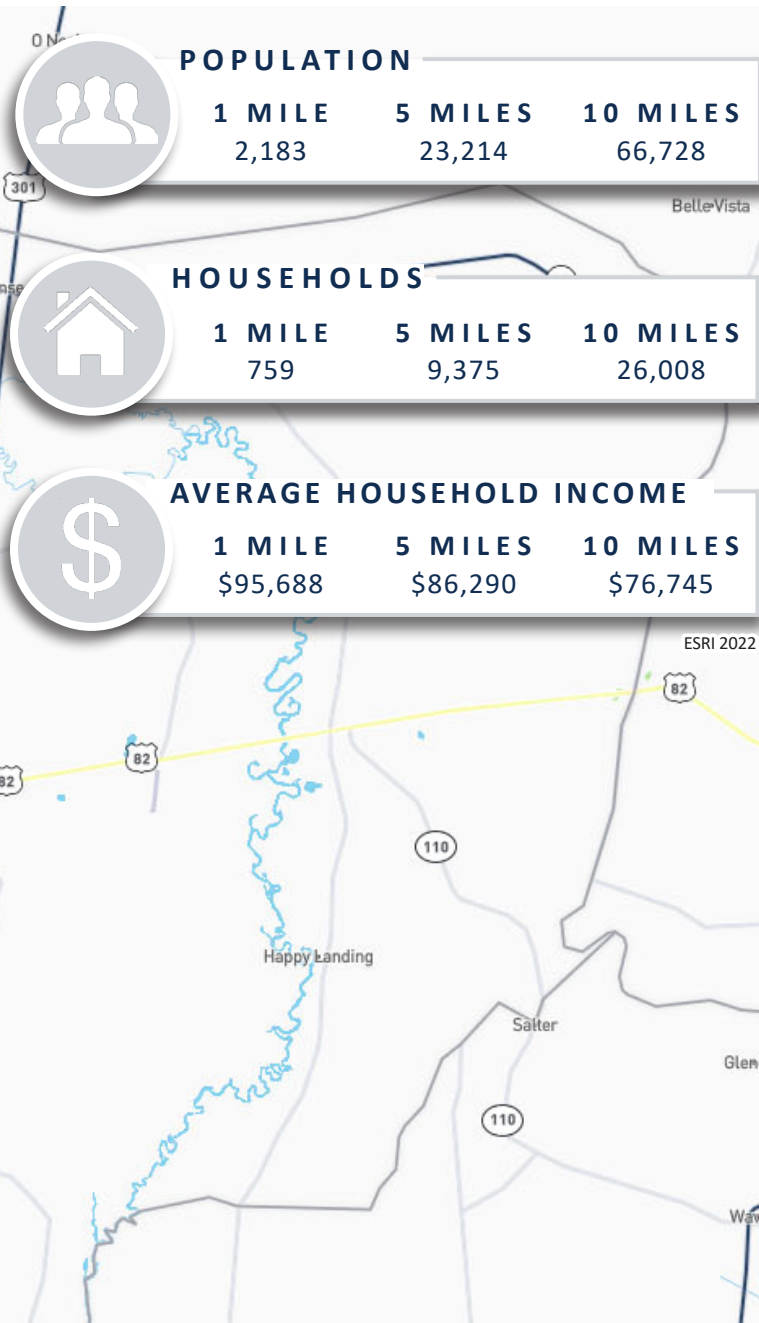 POPULATION
1 MILE 5 MILES 10 MILES
2,183 23,214 66,728
301
Belle Vista
HOUSEHOLDS
1 MILE 5 MILES 10 MILES
759 9,375 26,008
AVERAGE HOUSEHOLD INCOME
1 MILE 5 MILES 10 MILES
$95,688 $86,290 $76,745
ESRI 2022
82
82
82
110
Happy Landing
Salter
Glen
110